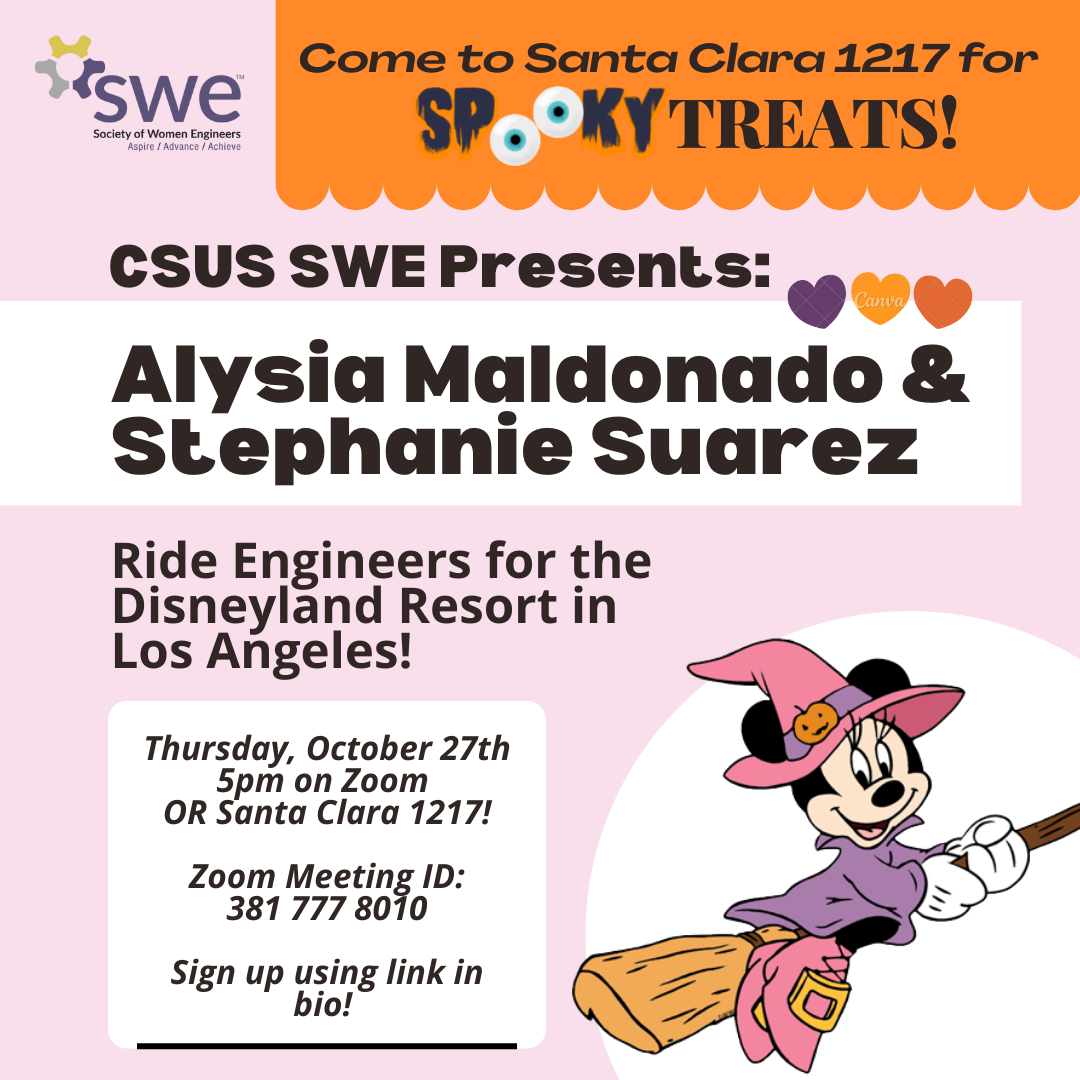 swe™
Society of Women Engineers
Aspire / Advance / Achieve
Come to Santa Clara 1217 for
SPOOKY TREATS!
CSUS SWE Presents:
Canva
Alysia Maldonado &
Stephanie Suarez
Ride Engineers for the
Disneyland Resort in
Los Angeles!
Thursday, October 27th
5pm on Zoom
OR Santa Clara 1217!
Zoom Meeting ID:
381 777 8010
Sign up using link in
bio!